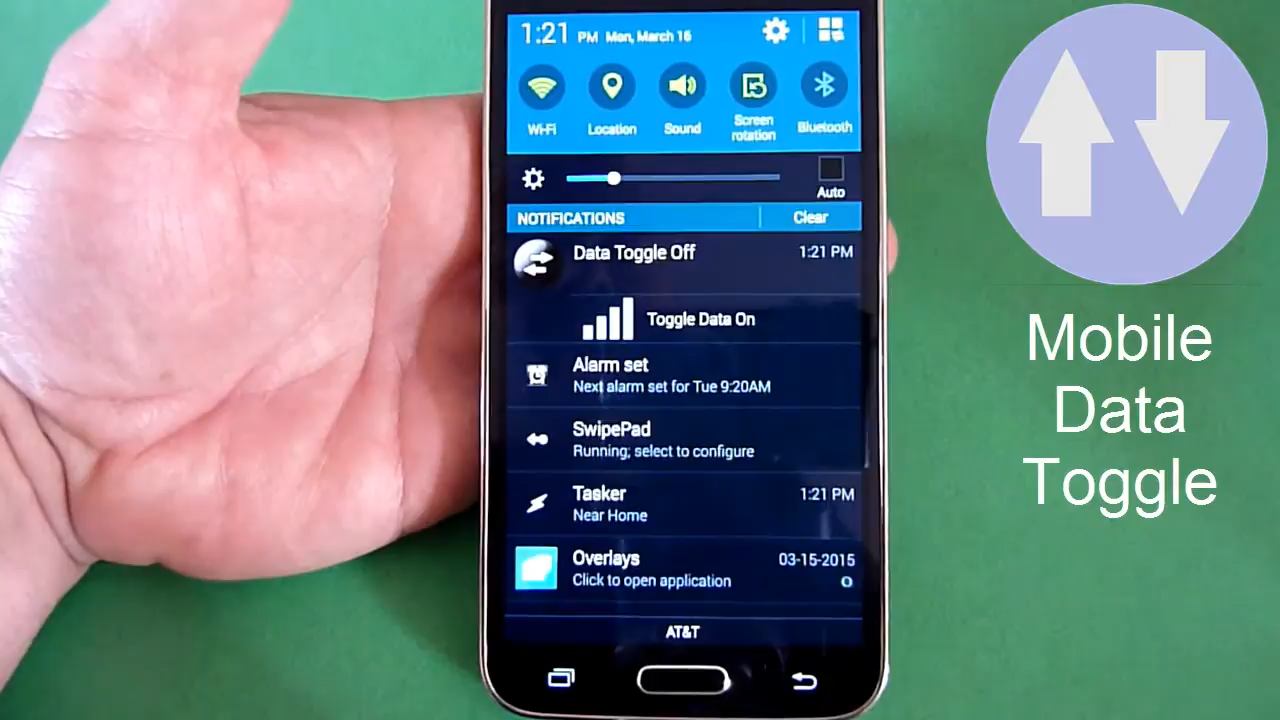 1:21 PM Mon, March 16
Wi-Fi
Location
Sound
Screen
rotation
Bluetooth
Auto
NOTIFICATIONS
Clear
Data Toggle Off 1:21 PM
Toggle Data On
Alarm set
Next alarm set for Tue 9:20AM
SwipePad
Running; select to configure
Tasker 1:21 PM
Near Home
Overlays 03-15-2015
Click to open application 0
AT&T
Mobile
Data
Toggle